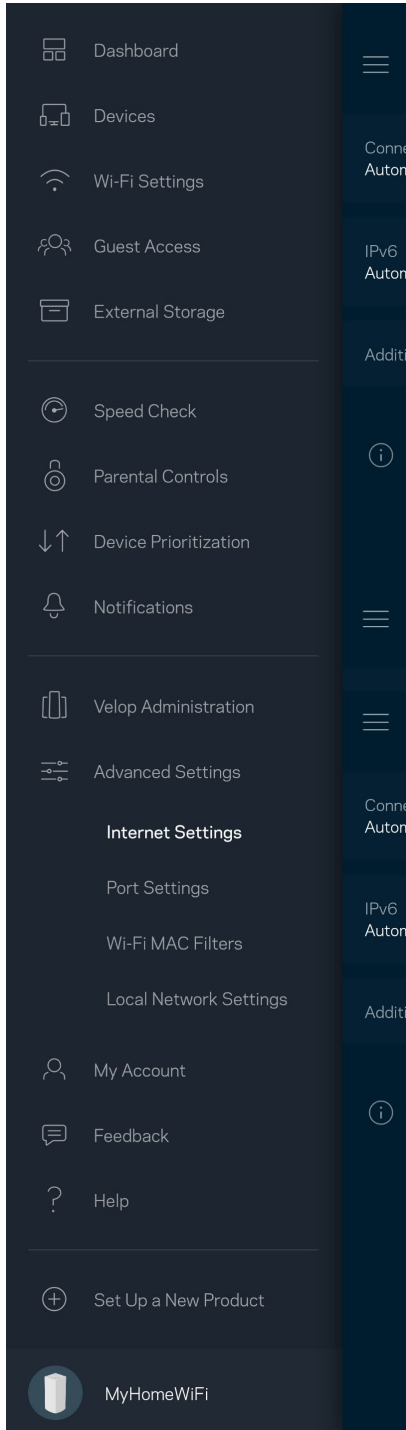 Dashboard
Devices
Wi-Fi Settings
Guest Access
External Storage
Speed Check
Parental Controls
Device Prioritization
Notifications
Velop Administration
Advanced Settings
Internet Settings
Port Settings
Wi-Fi MAC Filters
Local Network Settings
My Account
Feedback
Help
Set Up a New Product
MyHomeWiFi
IPv6
IPv6